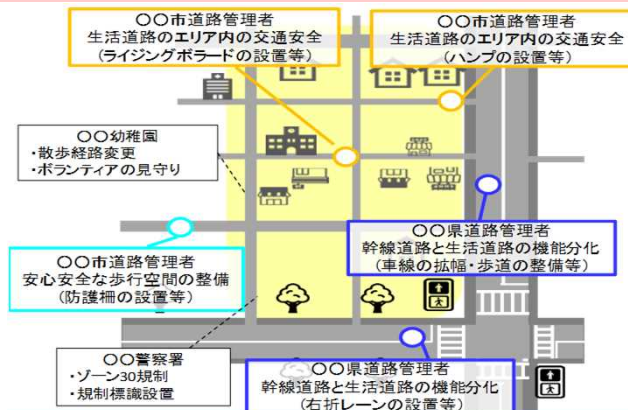 ○○市道路管理者
生活道路のエリア内の交通安全
(ライジングボラードの設置等)
○○市道路管理者
生活道路のエリア内の交通安全
(ハンプの設置等)
○○幼稚園
・散歩経路変更
・ボランティアの見守り
○○市道路管理者
安心安全な歩行空間の整備
(防護柵の設置等)
○○県道路管理者
幹線道路と生活道路の機能分化
(車線の拡幅・歩道の整備等)
○○警察署
・ゾーン30規制
・規制標識設置
○○県道路管理者
幹線道路と生活道路の機能分化
(右折レーンの設置等)